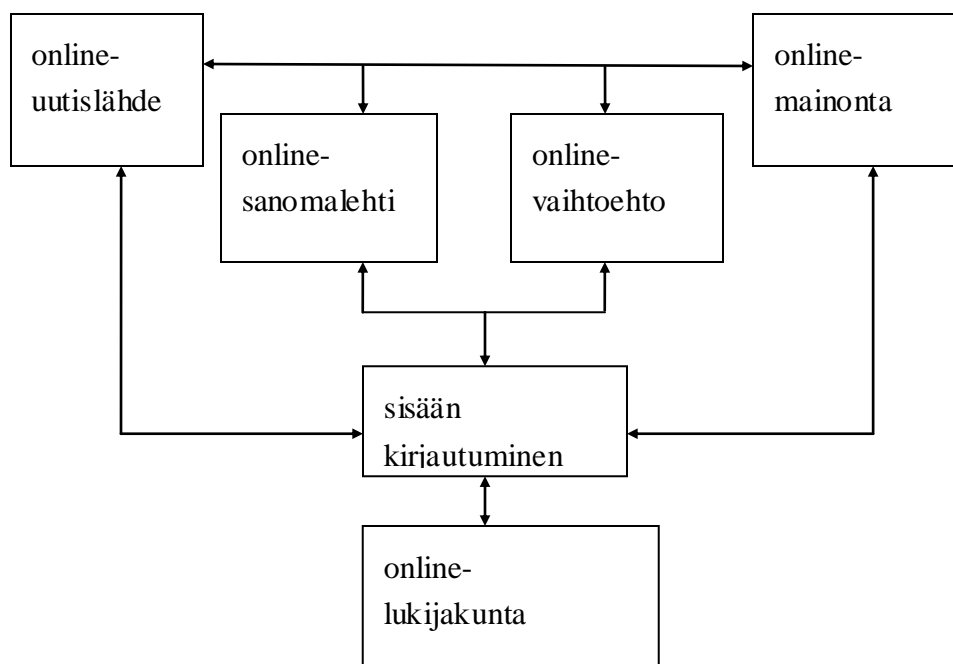 online-
uutislähde
online-
sanomalehti
online-
vaihtoehto
online-
mainonta
sisään
kirjautuminen
online-
lukijakunta